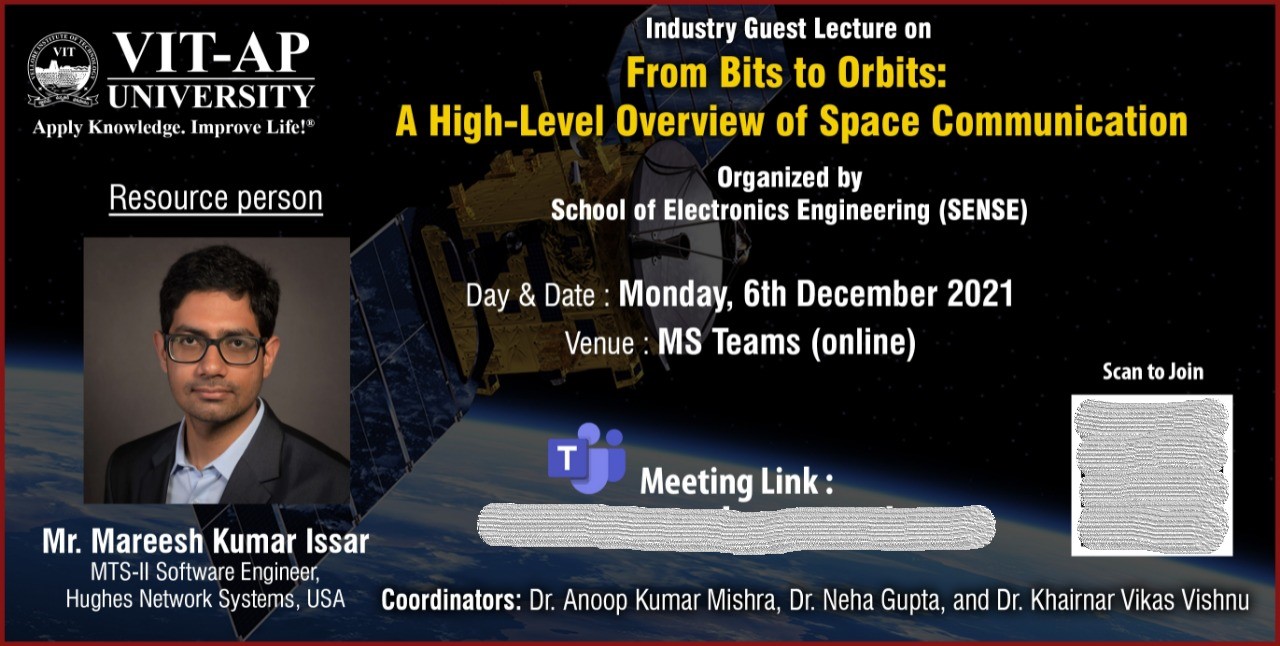 VIT
VIT-AP
UNIVERSITY
Apply Knowledge. Improve Life!®
Industry Guest Lecture on
From Bits to Orbits:
A High-Level Overview of Space Communication
Organized by
School of Electronics Engineering (SENSE)
Resource person
Day & Date : Monday, 6th December 2021
Venue : MS Teams (online)
Scan to Join
T
Meeting Link :
Mr. Mareesh Kumar Issar
MTS-II Software Engineer,
Hughes Network Systems, USA
Coordinators: Dr. Anoop Kumar Mishra, Dr. Neha Gupta, and Dr. Khairnar Vikas Vishnu